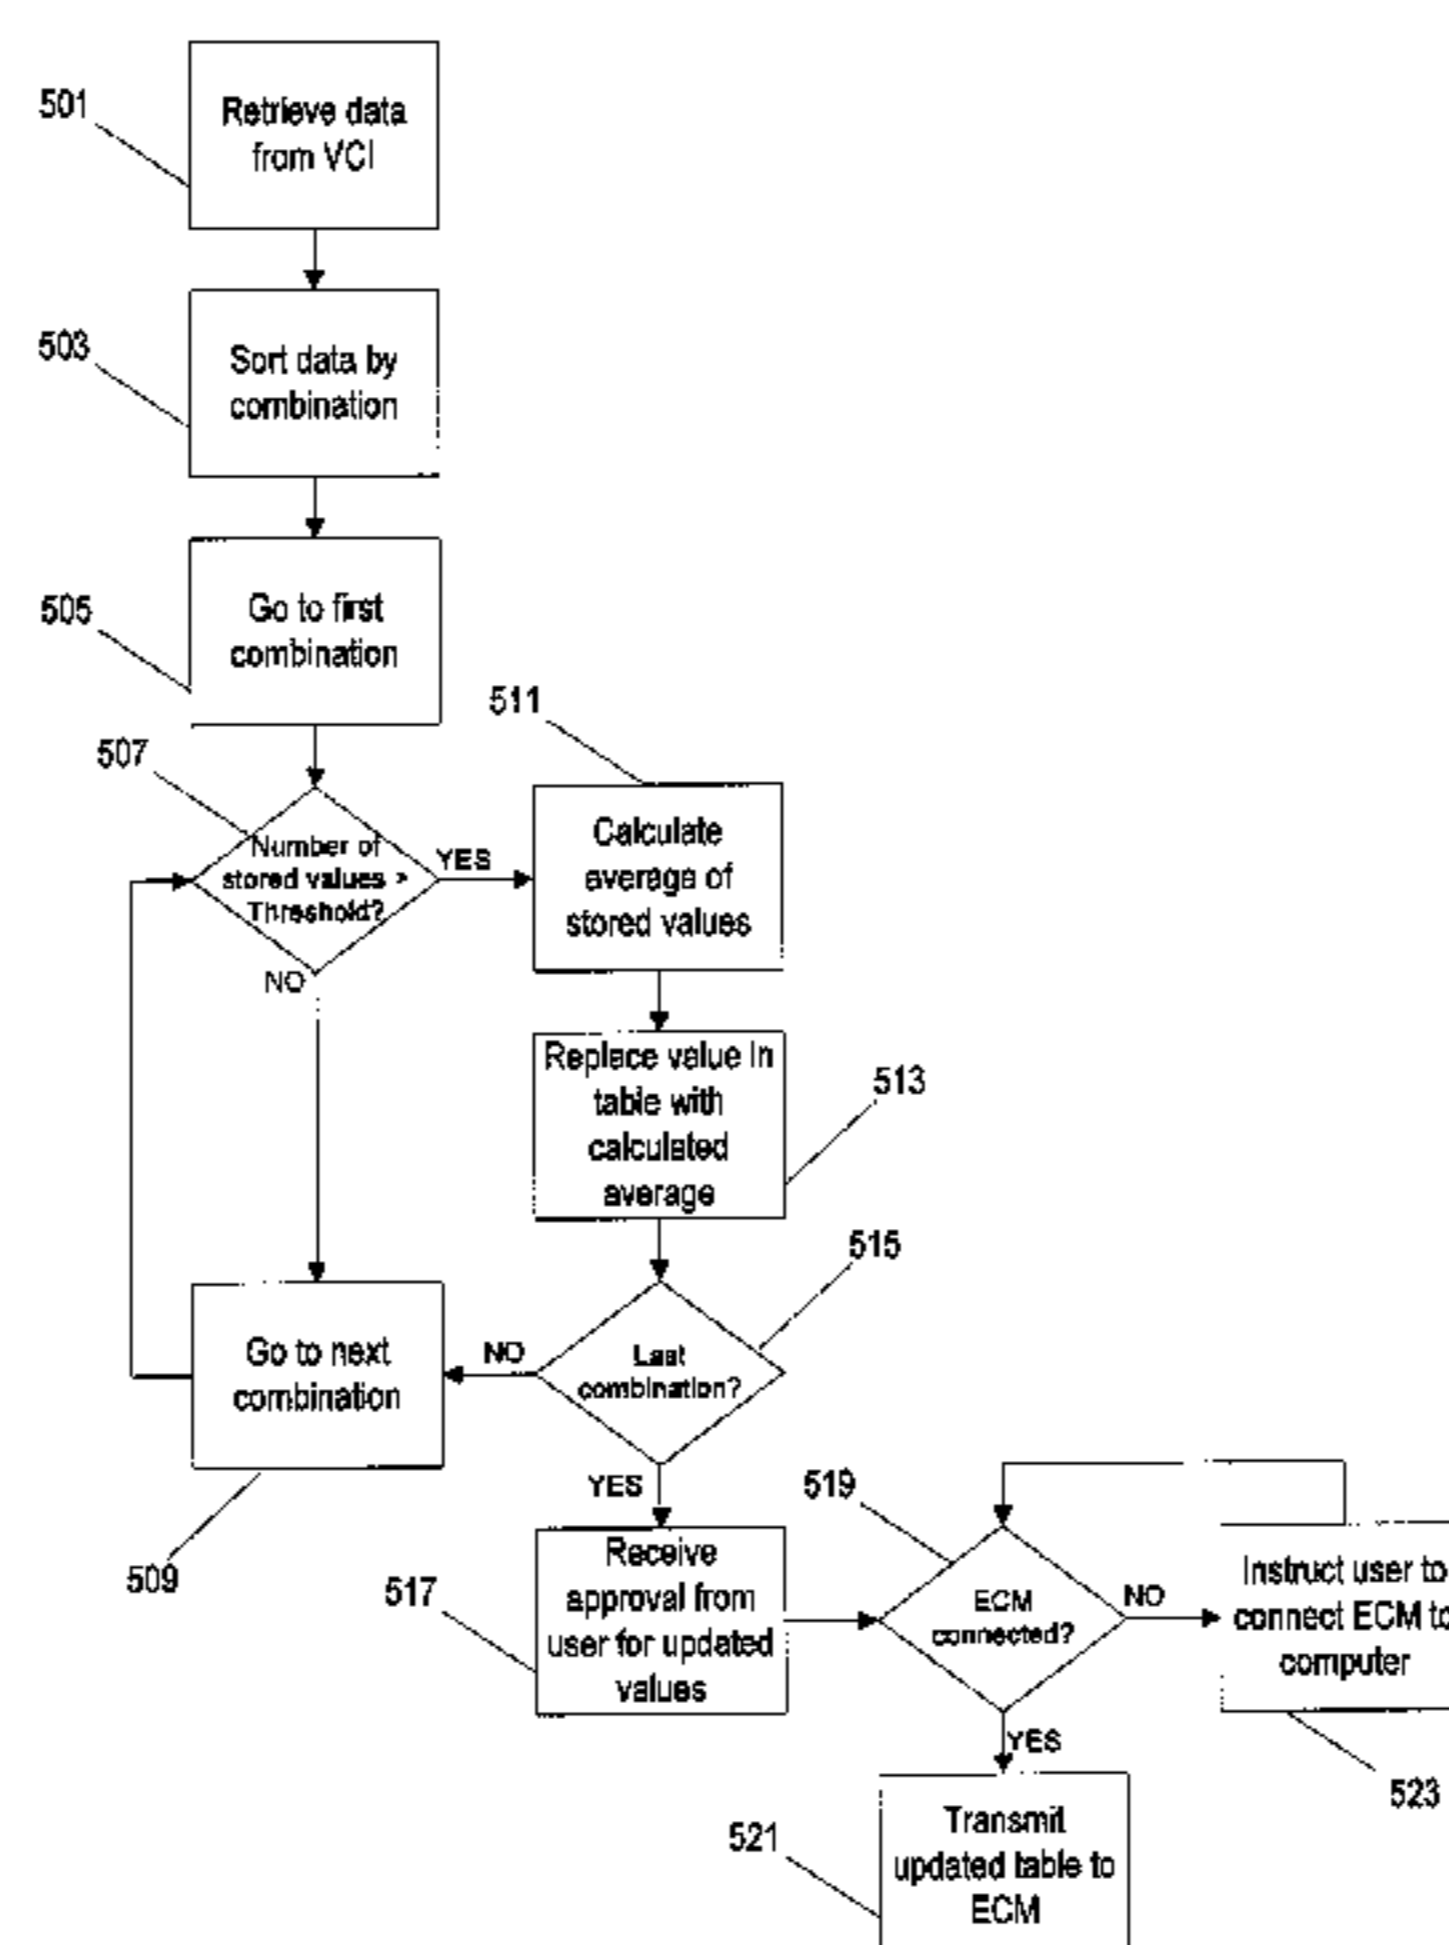 501
Retrieve data
from VCI
503
Sort data by
combination
505
Go to first
combination
507
Number of
stored values >
Threshold?
YES
NO
511
Calculate
average of
stored values
Replace value in
table with
calculated
average
513
515
Last
combination?
NO
YES
Go to next
combination
509
517
Receive
approval from
user for updated
values
519
ECM
connected?
NO
YES
Instruct user to
connect ECM to
computer
523
521
Transmit
updated table to
ECM